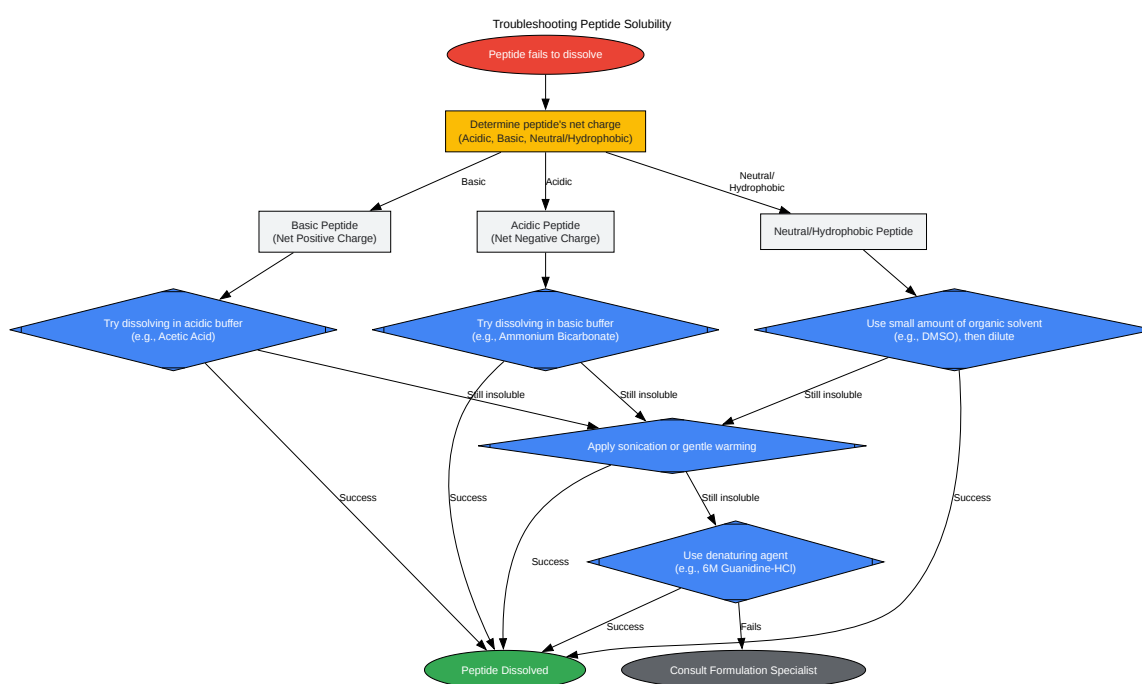 Troubleshooting Peptide Solubility
Peptide fails to dissolve
Determine peptide's net charge
(Acidic, Basic, Neutral/Hydrophobic)
Basic
Acidic
Neutral/
Hydrophobic
Basic Peptide
(Net Positive Charge)
Acidic Peptide
(Net Negative Charge)
Neutral/Hydrophobic Peptide
Try dissolving in acidic buffer
(e.g., Acetic Acid)
Try dissolving in basic buffer
(e.g., Ammonium Bicarbonate)
Use small amount of organic solvent
(e.g., DMSO), then dilute
Still insoluble
Still insoluble
Still insoluble
Apply sonication or gentle warming
Success
Success
Still insoluble
Success
Success
Use denaturing agent
(e.g., 6M Guanidine-HCl)
Success
Fails
Peptide Dissolved
Consult Formulation Specialist